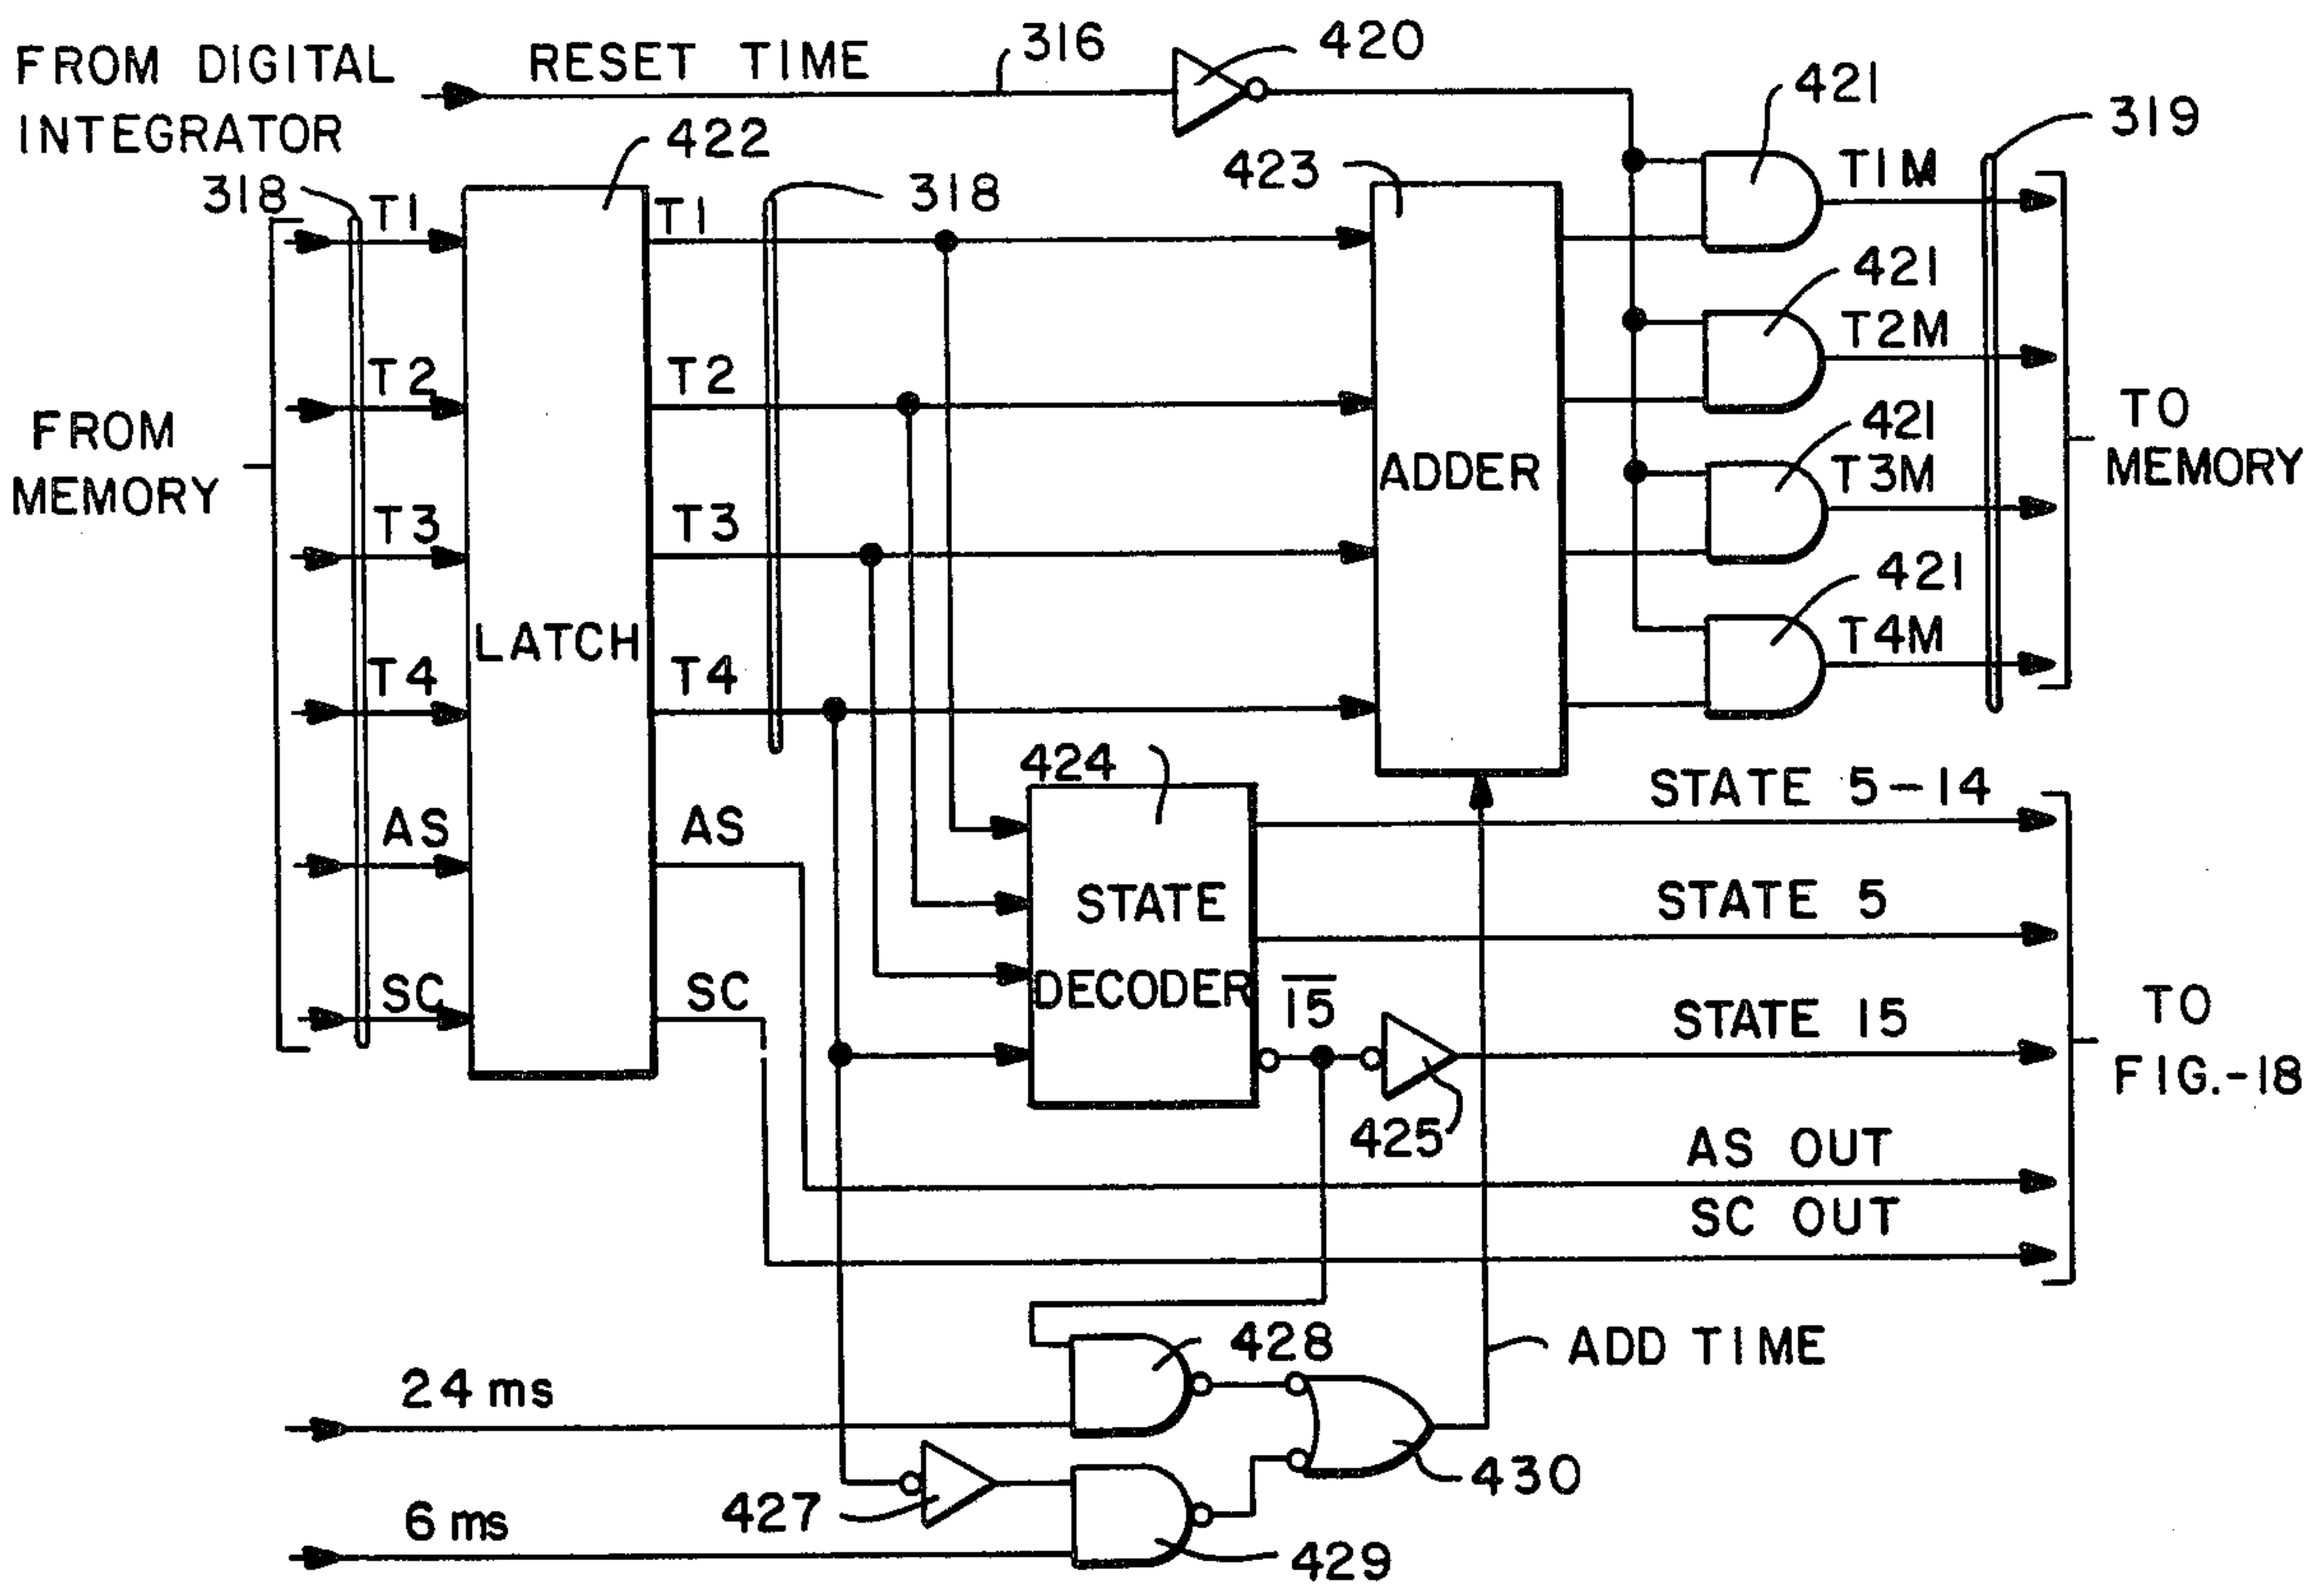 FROM DIGITAL
INTEGRATOR
RESET TIME
316
420
421
319
422
318
T1
T1
318
423
T1M
421
T2M
T2
T2
FROM
MEMORY
421
T3M
TO
MEMORY
ADDER
T3
T3
421
T4M
LATCH
T4
T4
424
STATE 5-14
AS
AS
STATE 5
STATE
DECODER
SC
SC
15
STATE 15
TO
FIG.-18
425
AS OUT
SC OUT
428
ADD TIME
24 ms
430
427
6 ms
429